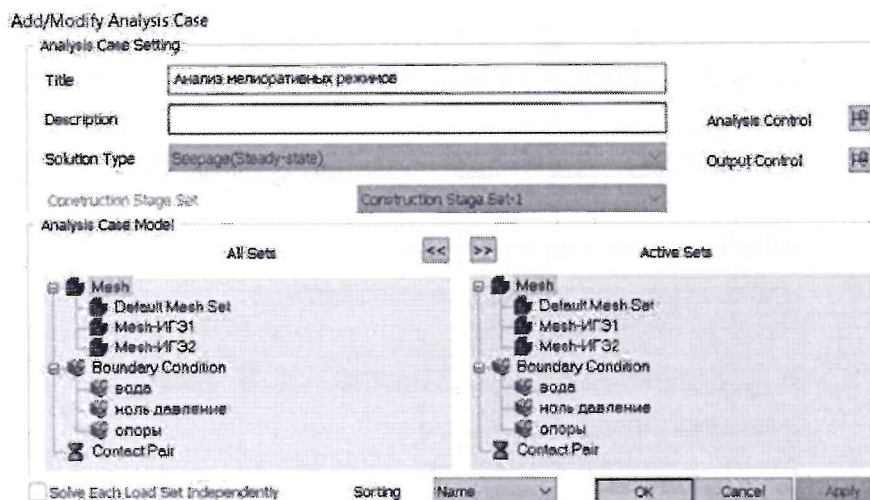 Add/Modify Analysis Case
Analysis Case Setting
Title Анализ мелиоративных режимов
Description Analysis Control
Solution Type Seepage(Steady-state) Output Control
Construction Stage Set Construction Stage Set-1
Analysis Case Model
All Sets << >> Active Sets
Mesh Mesh
Default Mesh Set Default Mesh Set
Mesh-ИГЭ1 Mesh-ИГЭ1
Mesh-ИГЭ2 Mesh-ИГЭ2
Boundary Condition Boundary Condition
вода вода
ноль давление ноль давление
опоры опоры
Contact Pair Contact Pair
Solve Each Load Set Independently Sorting Name OK Cancel Apply